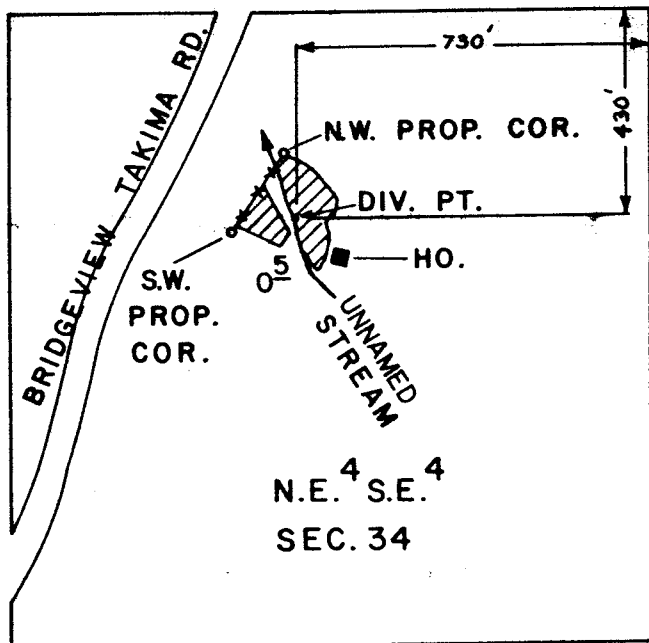 BRIDGEVIEW TAKIMA RD.
730'
430'
N.W. PROP. COR.
DIV. PT.
HO.
S.W.
PROP.
COR.
0 5
UNNAMED
STREAM
N.E.4 S.E.4
SEC. 34